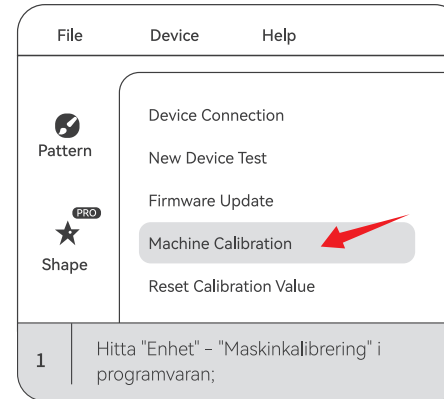 File Device Help
Pattern
PRO
Shape
Device Connection
New Device Test
Firmware Update
Machine Calibration
Reset Calibration Value
1
Hitta "Enhet" – "Maskinkalibrering" i
programvaran;